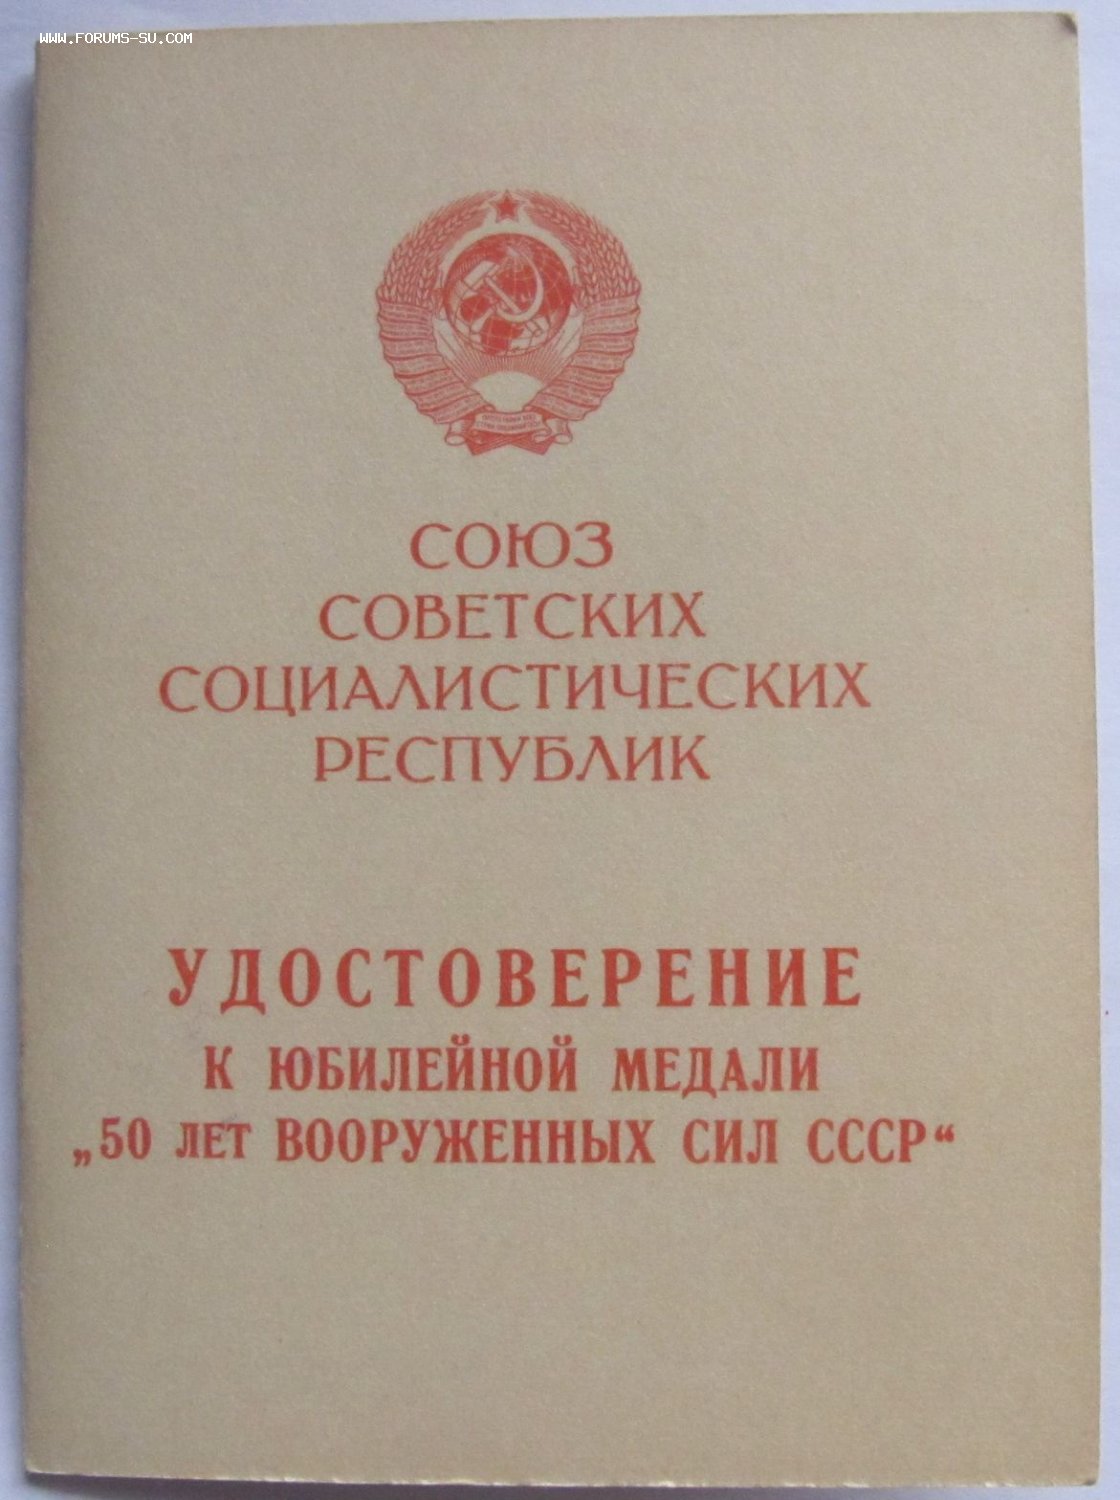 WWW.FORUMS-SU.COM
СОЮЗ
СОВЕТСКИХ
СОЦИАЛИСТИЧЕСКИХ
РЕСПУБЛИК
УДОСТОВЕРЕНИЕ
К ЮБИЛЕЙНОЙ МЕДАЛИ
„50 ЛЕТ ВООРУЖЕННЫХ СИЛ СССР“